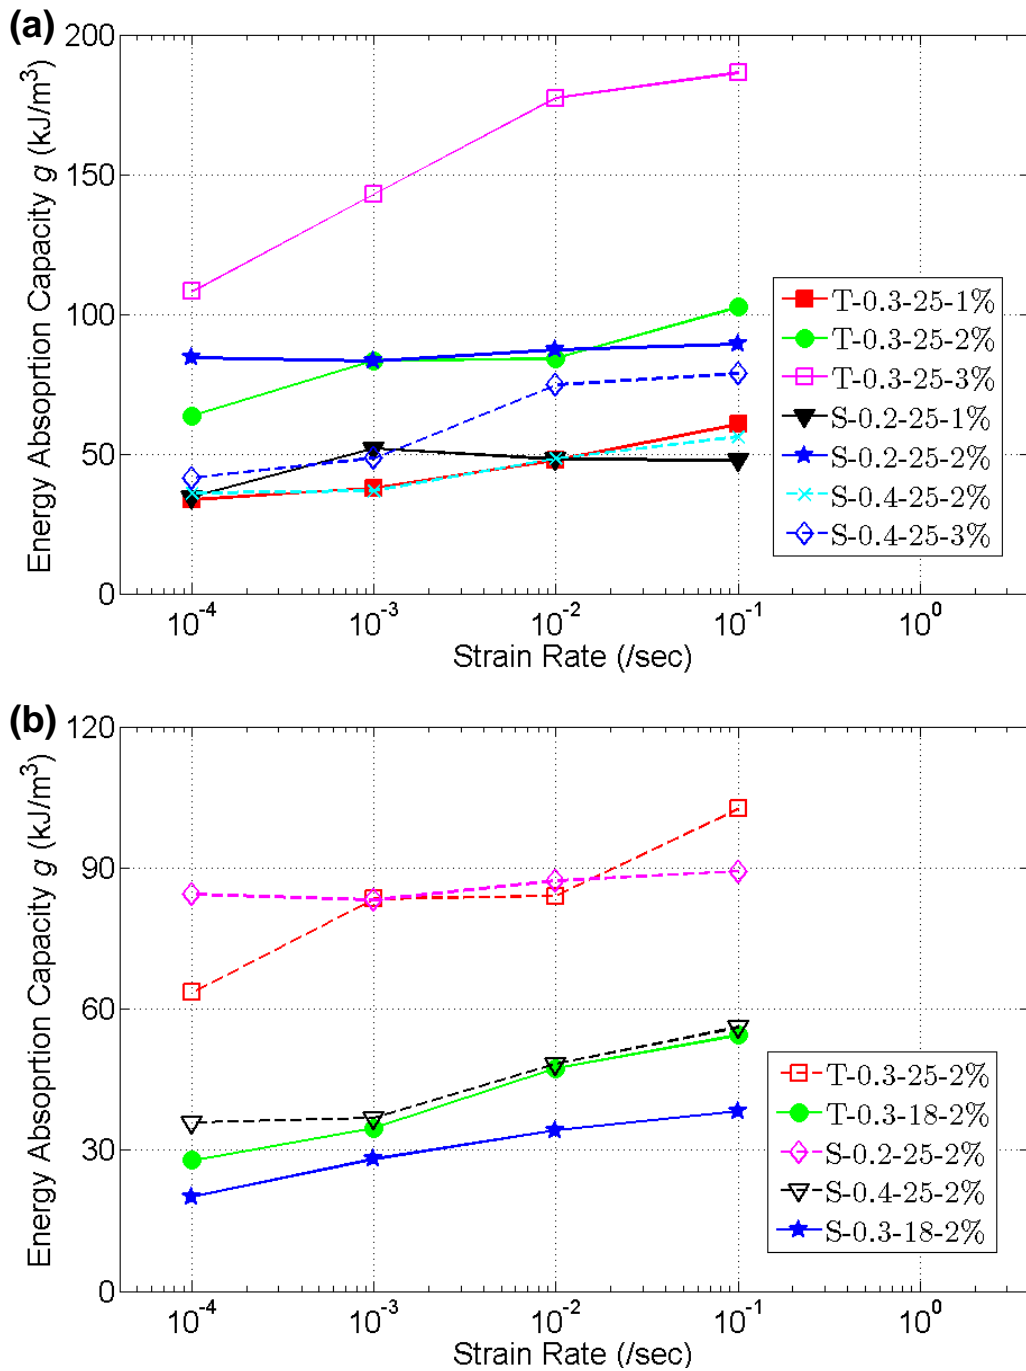 (a)
Energy Absoprtion Capacity g (kJ/m³)
200
150
100
50
0
T-0.3-25-1%
T-0.3-25-2%
T-0.3-25-3%
S-0.2-25-1%
S-0.2-25-2%
S-0.4-25-2%
S-0.4-25-3%
10⁻⁴ 10⁻³ 10⁻² 10⁻¹ 10⁰
Strain Rate (/sec)
(b)
Energy Absoprtion Capacity g (kJ/m³)
120
90
60
30
0
T-0.3-25-2%
T-0.3-18-2%
S-0.2-25-2%
S-0.4-25-2%
S-0.3-18-2%
10⁻⁴ 10⁻³ 10⁻² 10⁻¹ 10⁰
Strain Rate (/sec)